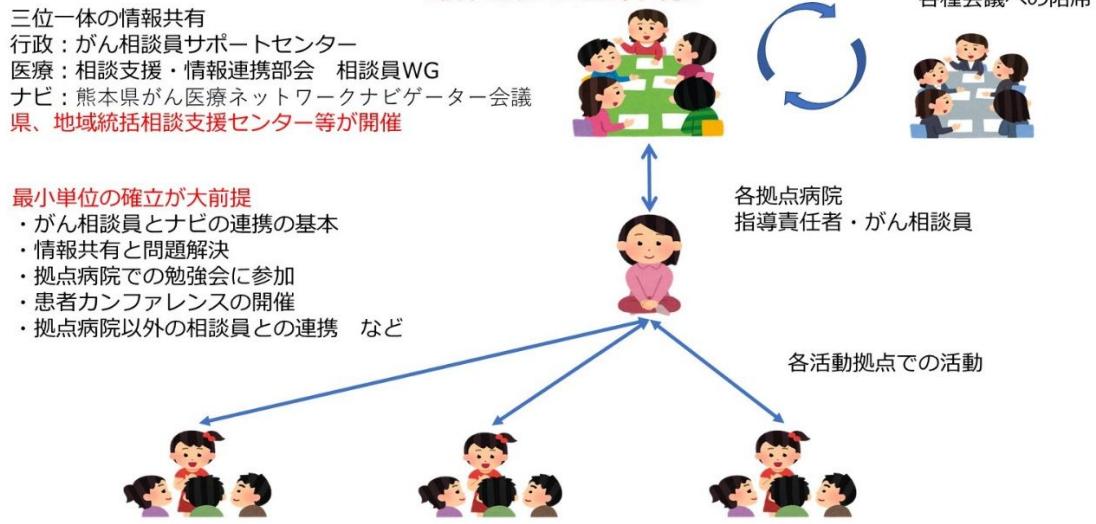 各種会議への陪席
三位一体の情報共有
行政：がん相談員サポートセンター
医療：相談支援・情報連携部会　相談員WG
ナビ：熊本県がん医療ネットワークナビゲーター会議
県、地域統括相談支援センター等が開催
最小単位の確立が大前提
・がん相談員とナビの連携の基本
・情報共有と問題解決
・拠点病院での勉強会に参加
・患者カンファレンスの開催
・拠点病院以外の相談員との連携　など
各拠点病院
指導責任者・がん相談員
各活動拠点での活動